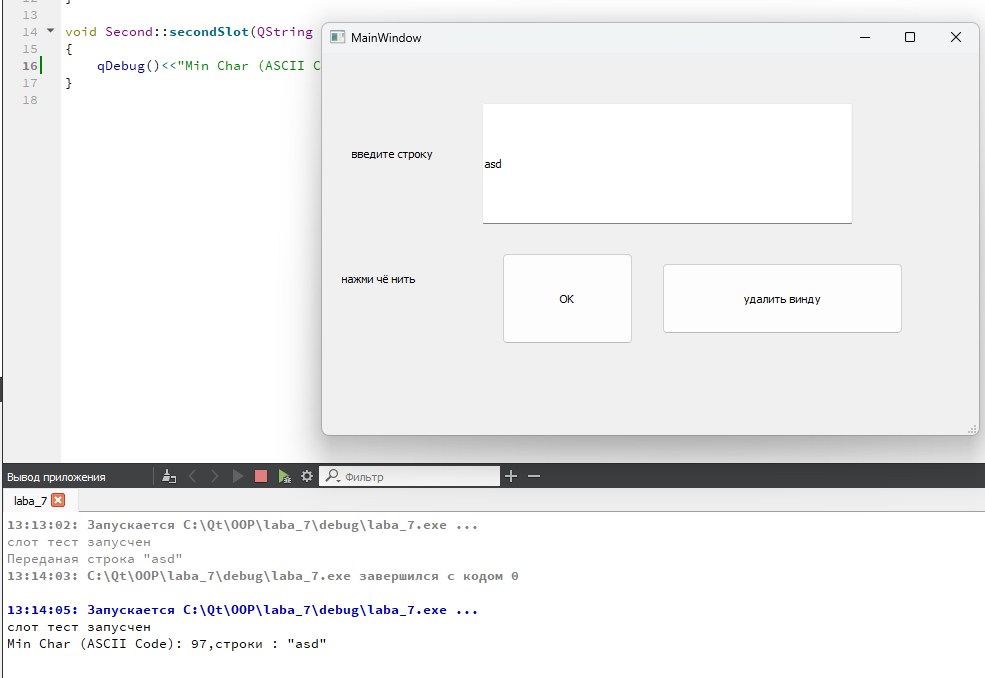 13
14 void Second::secondSlot(QString
15 {
16 qDebug()<<"Min Char (ASCII C
17 }
18
MainWindow
введите строку
asd
нажми чё нить
OK
удалить винду
Вывод приложения
Фильтр
laba_7
13:13:02: Запускается C:\Qt\OOP\laba_7\debug\laba_7.exe ...
слот тест запусчен
Переданая строка "asd"
13:14:03: C:\Qt\OOP\laba_7\debug\laba_7.exe завершился с кодом 0
13:14:05: Запускается C:\Qt\OOP\laba_7\debug\laba_7.exe ...
слот тест запусчен
Min Char (ASCII Code): 97,строки : "asd"